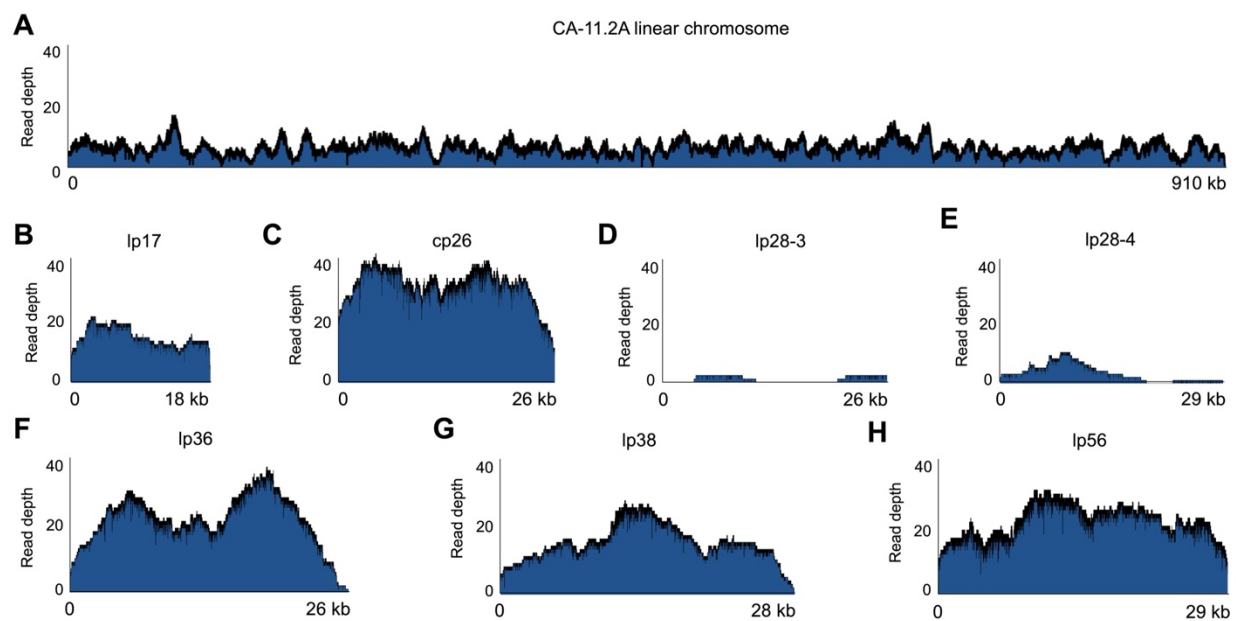 A
CA-11.2A linear chromosome
Read depth
40
20
0
0
910 kb
B
lp17
Read depth
40
20
0
0
18 kb
C
cp26
Read depth
40
20
0
0
26 kb
D
lp28-3
Read depth
40
20
0
0
26 kb
E
lp28-4
Read depth
40
20
0
0
29 kb
F
lp36
Read depth
40
20
0
0
26 kb
G
lp38
Read depth
40
20
0
0
28 kb
H
lp56
Read depth
40
20
0
0
29 kb